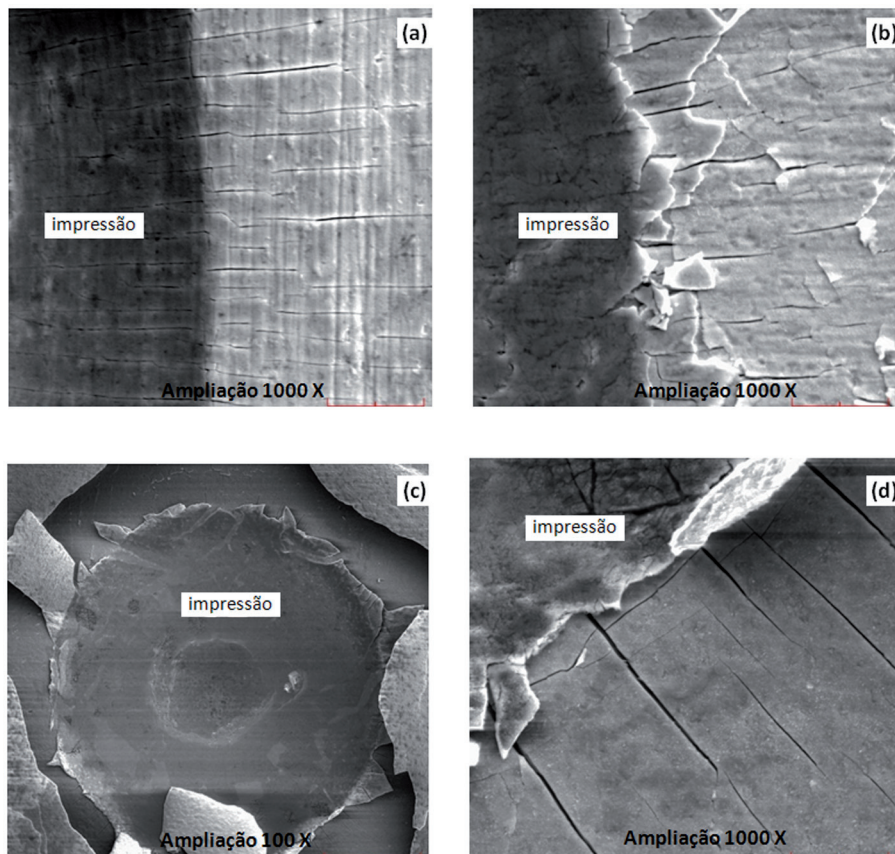 (a)
impressão
Ampliação 1000 X
(b)
impressão
Ampliação 1000 X
(c)
impressão
Ampliação 100 X
(d)
impressão
Ampliação 1000 X